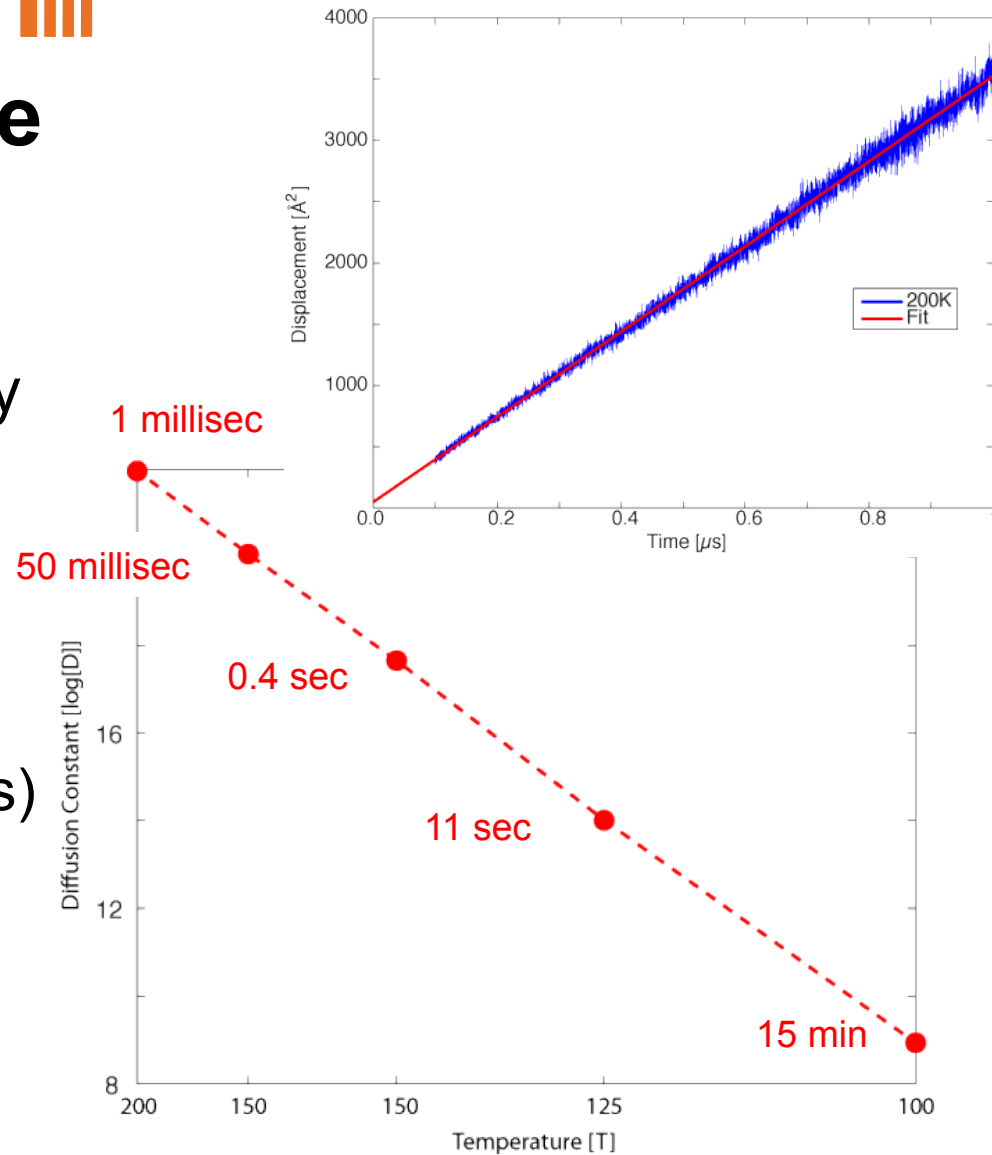 e
y
s)
4000
3000
2000
1000
Displacement [Å²]
0.0 0.2 0.4 0.6 0.8
Time [μs]
200K
Fit
1 millisec
50 millisec
0.4 sec
11 sec
15 min
Diffusion Constant [log[D]]
16
12
8
200 150 150 125 100
Temperature [T]